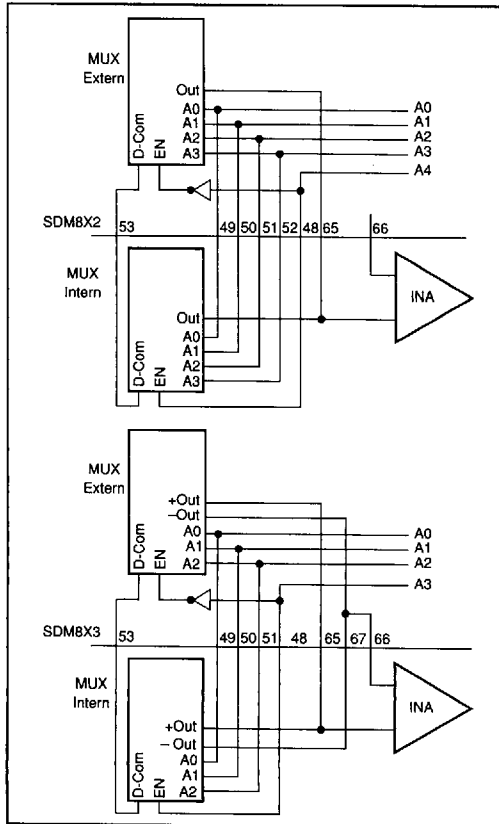 MUX
Extern
Out
A0
A1
A2
A3
D-Com
EN
A0
A1
A2
A3
A4
SDM8X2
53
49
50
51
52
48
65
66
MUX
Intern
Out
A0
A1
A2
A3
D-Com
EN
INA
MUX
Extern
+Out
−Out
A0
A1
A2
D-Com
EN
A0
A1
A2
A3
SDM8X3
53
49
50
51
48
65
67
66
MUX
Intern
+Out
− Out
A0
A1
A2
D-Com
EN
INA